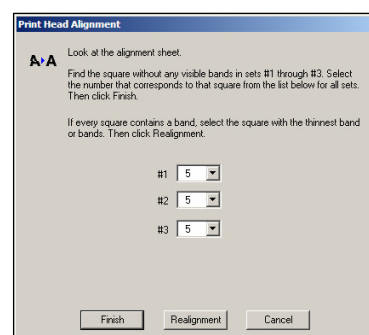 Print Head Alignment
A A
Look at the alignment sheet.
Find the square without any visible bands in sets #1 through #3. Select
the number that corresponds to that square from the list below for all sets.
Then click Finish.
If every square contains a band, select the square with the thinnest band
or bands. Then click Realignment.
#1 5
#2 5
#3 5
Finish Realignment Cancel